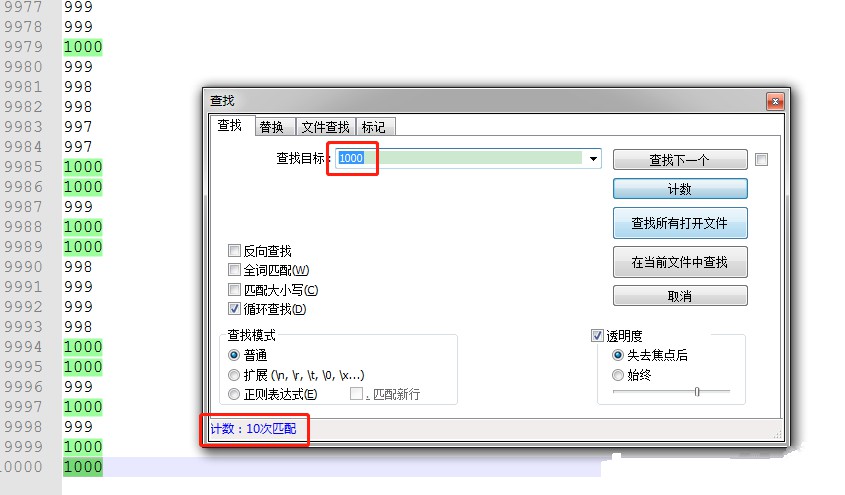 9977 999
9978 999
9979 1000
9980 999
9981 998
9982 998
9983 997
9984 997
9985 1000
9986 1000
9987 999
9988 1000
9989 1000
9990 998
9991 999
9992 999
9993 998
9994 1000
9995 1000
9996 999
9997 1000
9998 999
9999 1000
10000 1000
查找
查找 替换 文件查找 标记
查找目标: 1000 查找下一个
计数
查找所有打开文件
在当前文件中查找
取消
反向查找
全词匹配(W)
匹配大小写(C)
循环查找(D)
查找模式
普通
扩展 (\n, \r, \t, \0, \x...)
正则表达式(E) . 匹配新行
透明度
失去焦点后
始终
计数：10次匹配